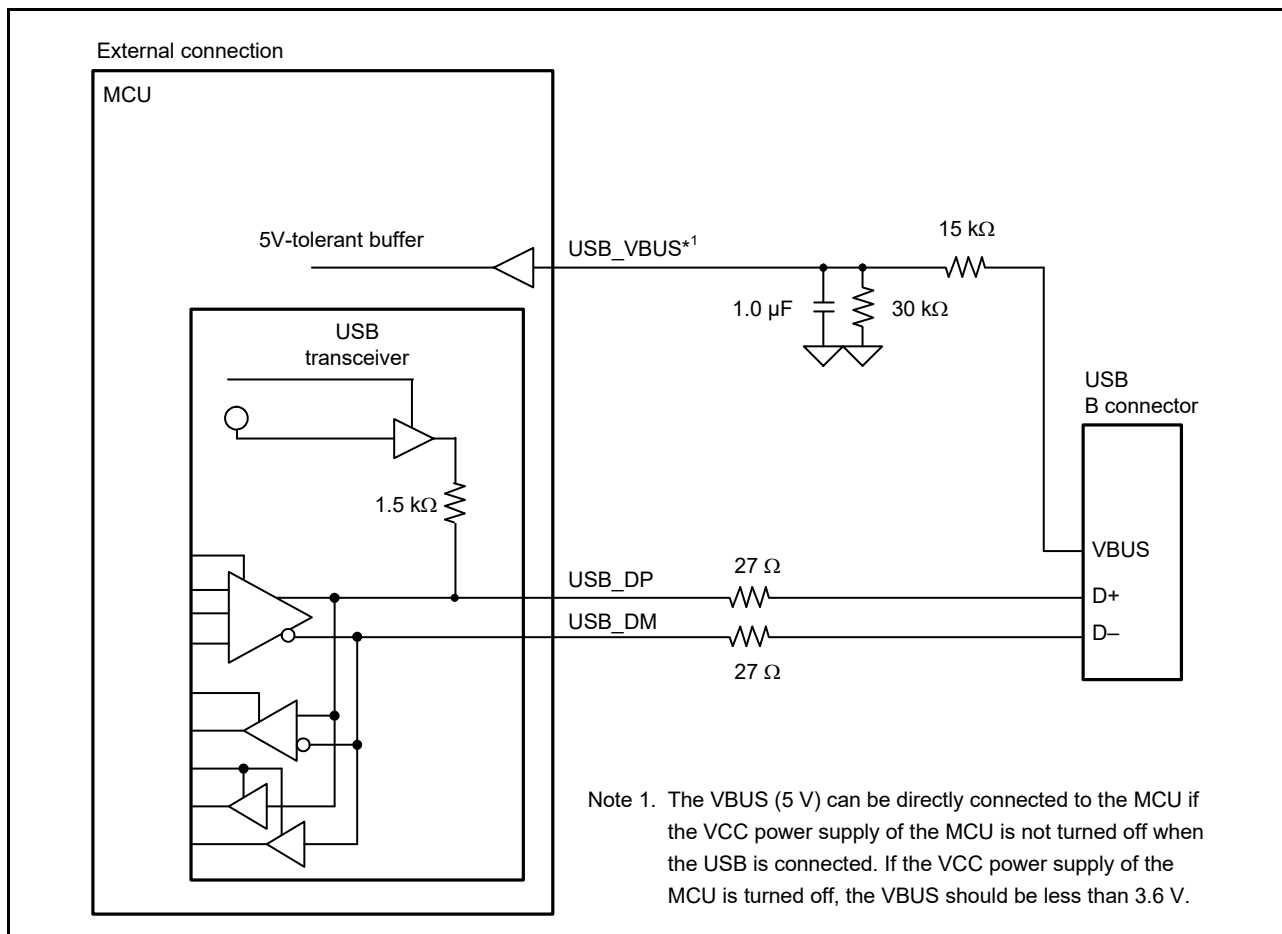 External connection
MCU
5V-tolerant buffer
USB_VBUS*1
15 kΩ
1.0 µF
30 kΩ
USB
transceiver
USB
B connector
1.5 kΩ
VBUS
27 Ω
USB_DP
D+
USB_DM
D–
27 Ω
Note 1. The VBUS (5 V) can be directly connected to the MCU if
the VCC power supply of the MCU is not turned off when
the USB is connected. If the VCC power supply of the
MCU is turned off, the VBUS should be less than 3.6 V.